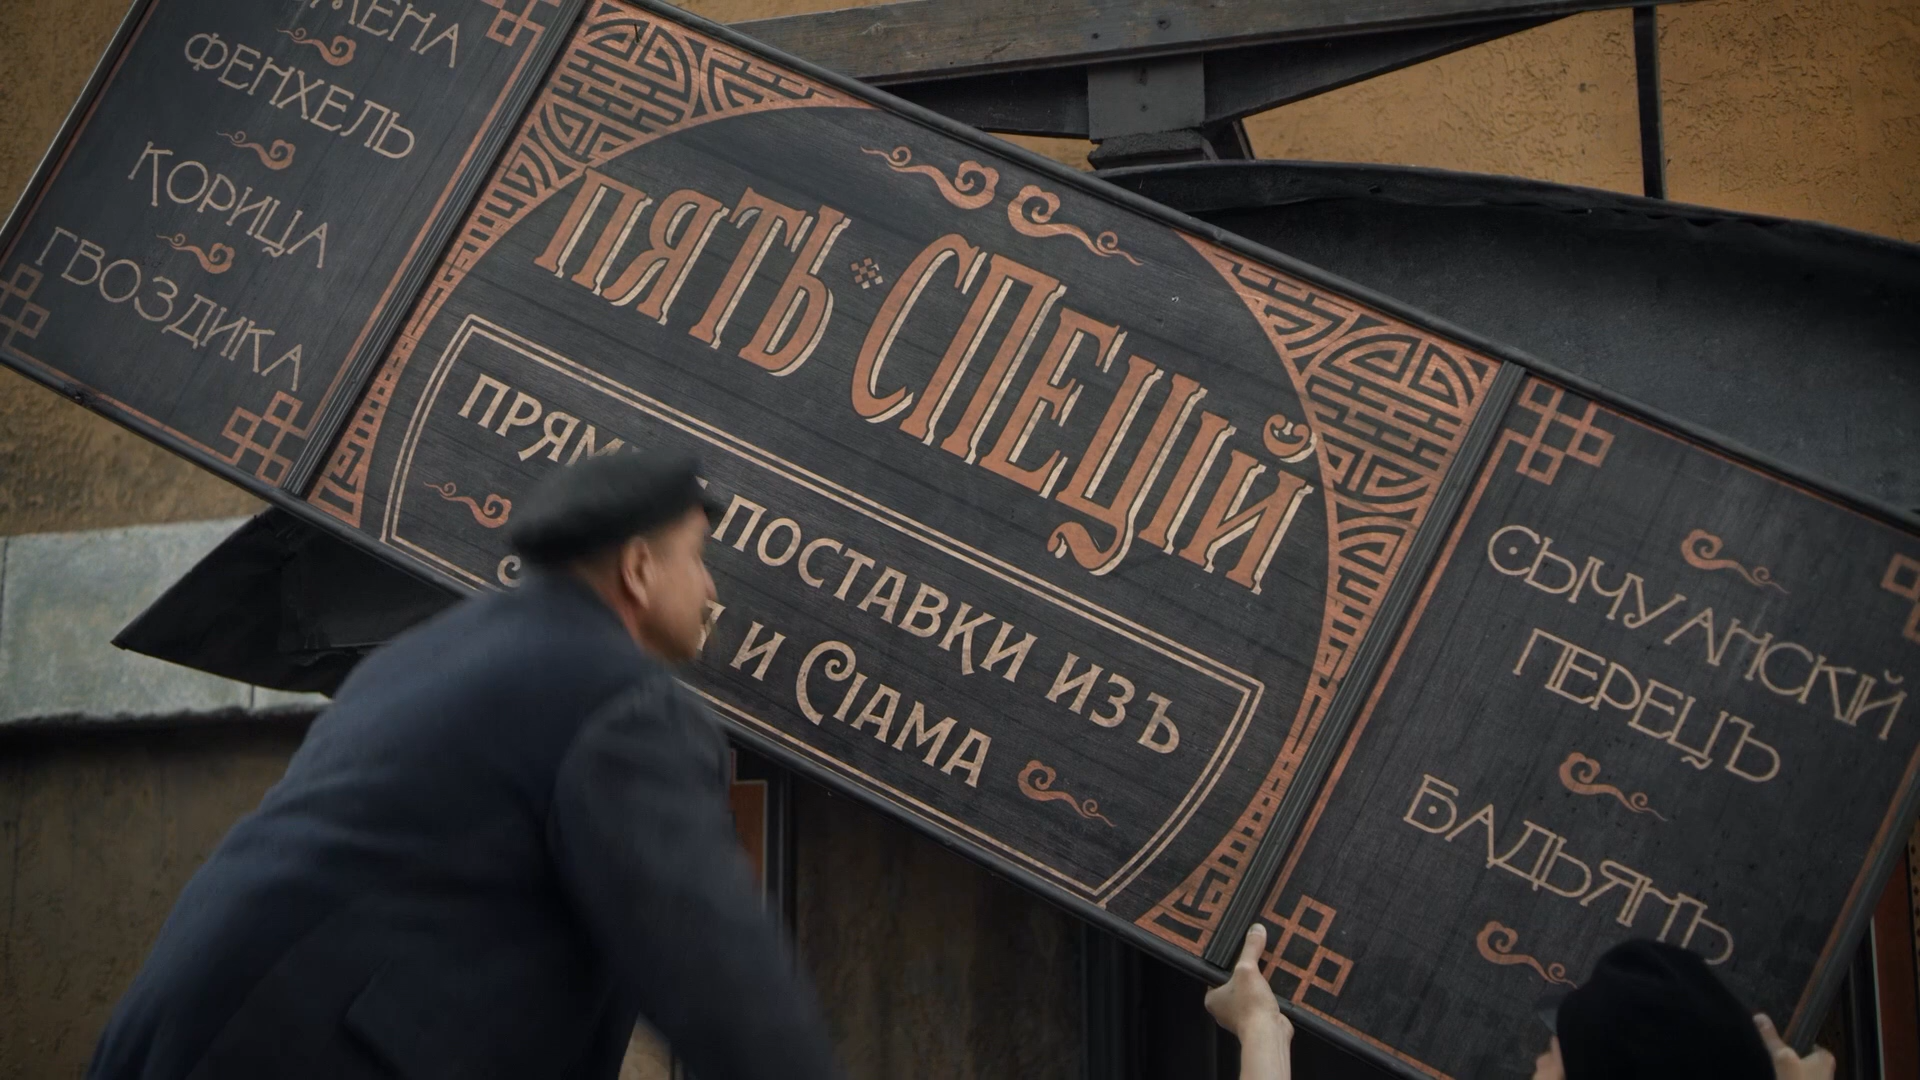 ФЕНХЕЛЬ
КОРИЦА
ГВОЗДИКА
ПЯТЬ СПЕЦІЙ
ПОСТАВКИ ИЗЪ
И СІАМА
СЫЧУАНСКІЙ
ПЕРЕЦЪ
БАДЬЯНЪ